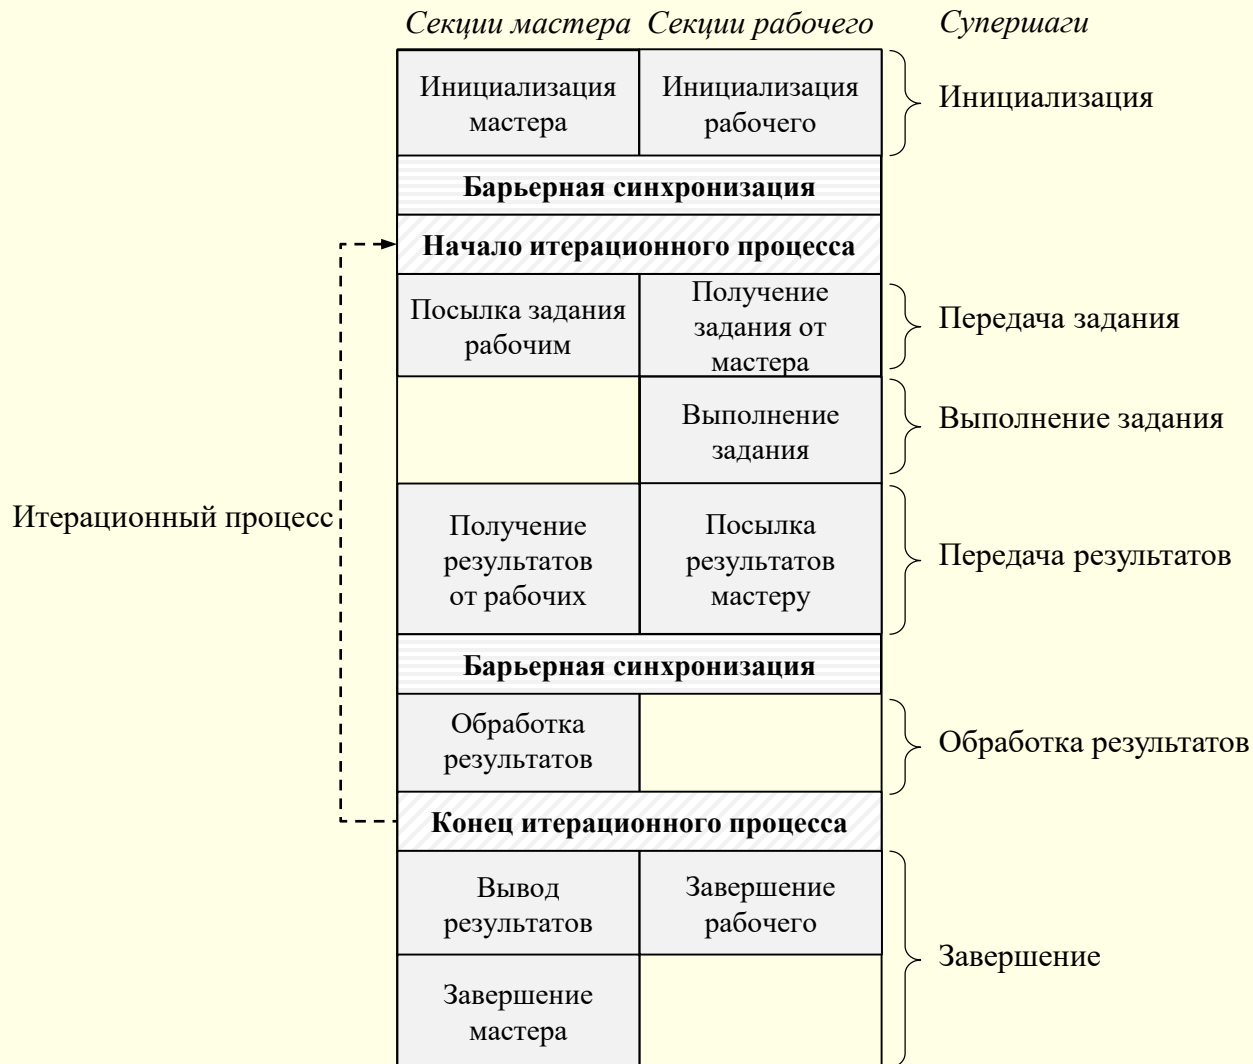 Секции мастера
Секции рабочего
Супершаги
Инициализация
мастера
Инициализация
рабочего
Инициализация
Барьерная синхронизация
Начало итерационного процесса
Посылка задания
рабочим
Получение
задания от
мастера
Передача задания
Выполнение
задания
Выполнение задания
Итерационный процесс
Получение
результатов
от рабочих
Посылка
результатов
мастеру
Передача результатов
Барьерная синхронизация
Обработка
результатов
Обработка результатов
Конец итерационного процесса
Вывод
результатов
Завершение
рабочего
Завершение
Завершение
мастера